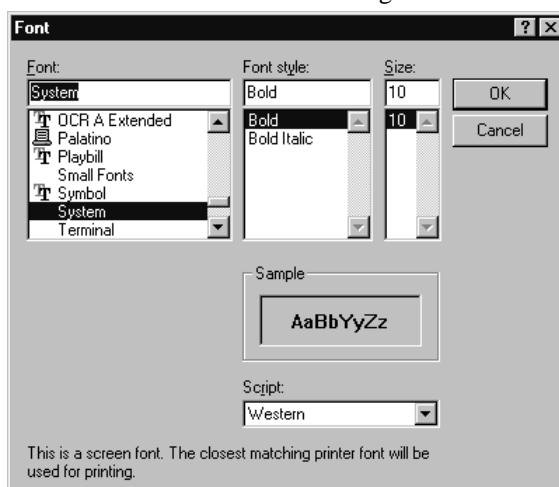 Font
Font: Font style: Size:
System Bold 10 OK
OCR A Extended Bold 10 Cancel
Palatino Bold Italic
Playbill
Small Fonts
Symbol
System
Terminal
Sample
AaBbYyZz
Script:
Western
This is a screen font. The closest matching printer font will be
used for printing.